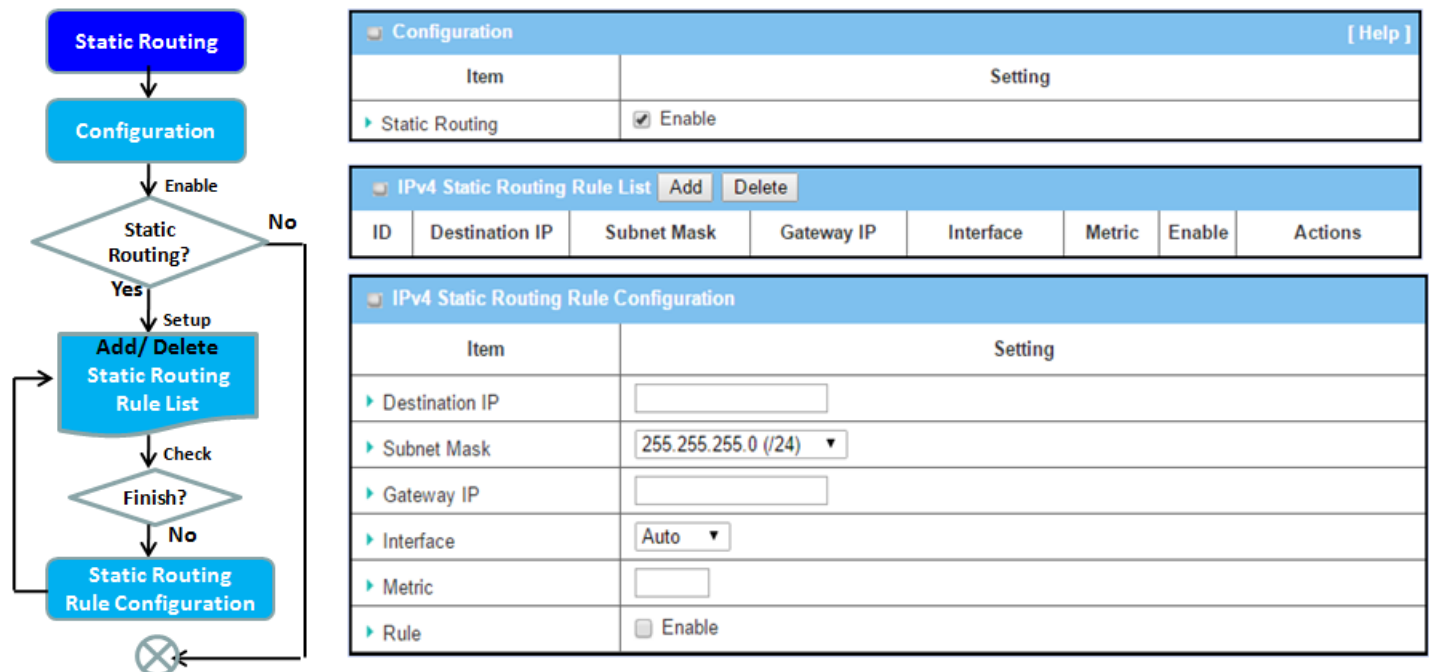 Static Routing
Configuration
Enable
Static
Routing?
No
Yes
Setup
Add/ Delete
Static Routing
Rule List
Check
Finish?
No
Static Routing
Rule Configuration
Configuration [ Help ]
Item Setting
Static Routing Enable
IPv4 Static Routing Rule List Add Delete
ID Destination IP Subnet Mask Gateway IP Interface Metric Enable Actions
IPv4 Static Routing Rule Configuration
Item Setting
Destination IP
Subnet Mask 255.255.255.0 (/24)
Gateway IP
Interface Auto
Metric
Rule Enable